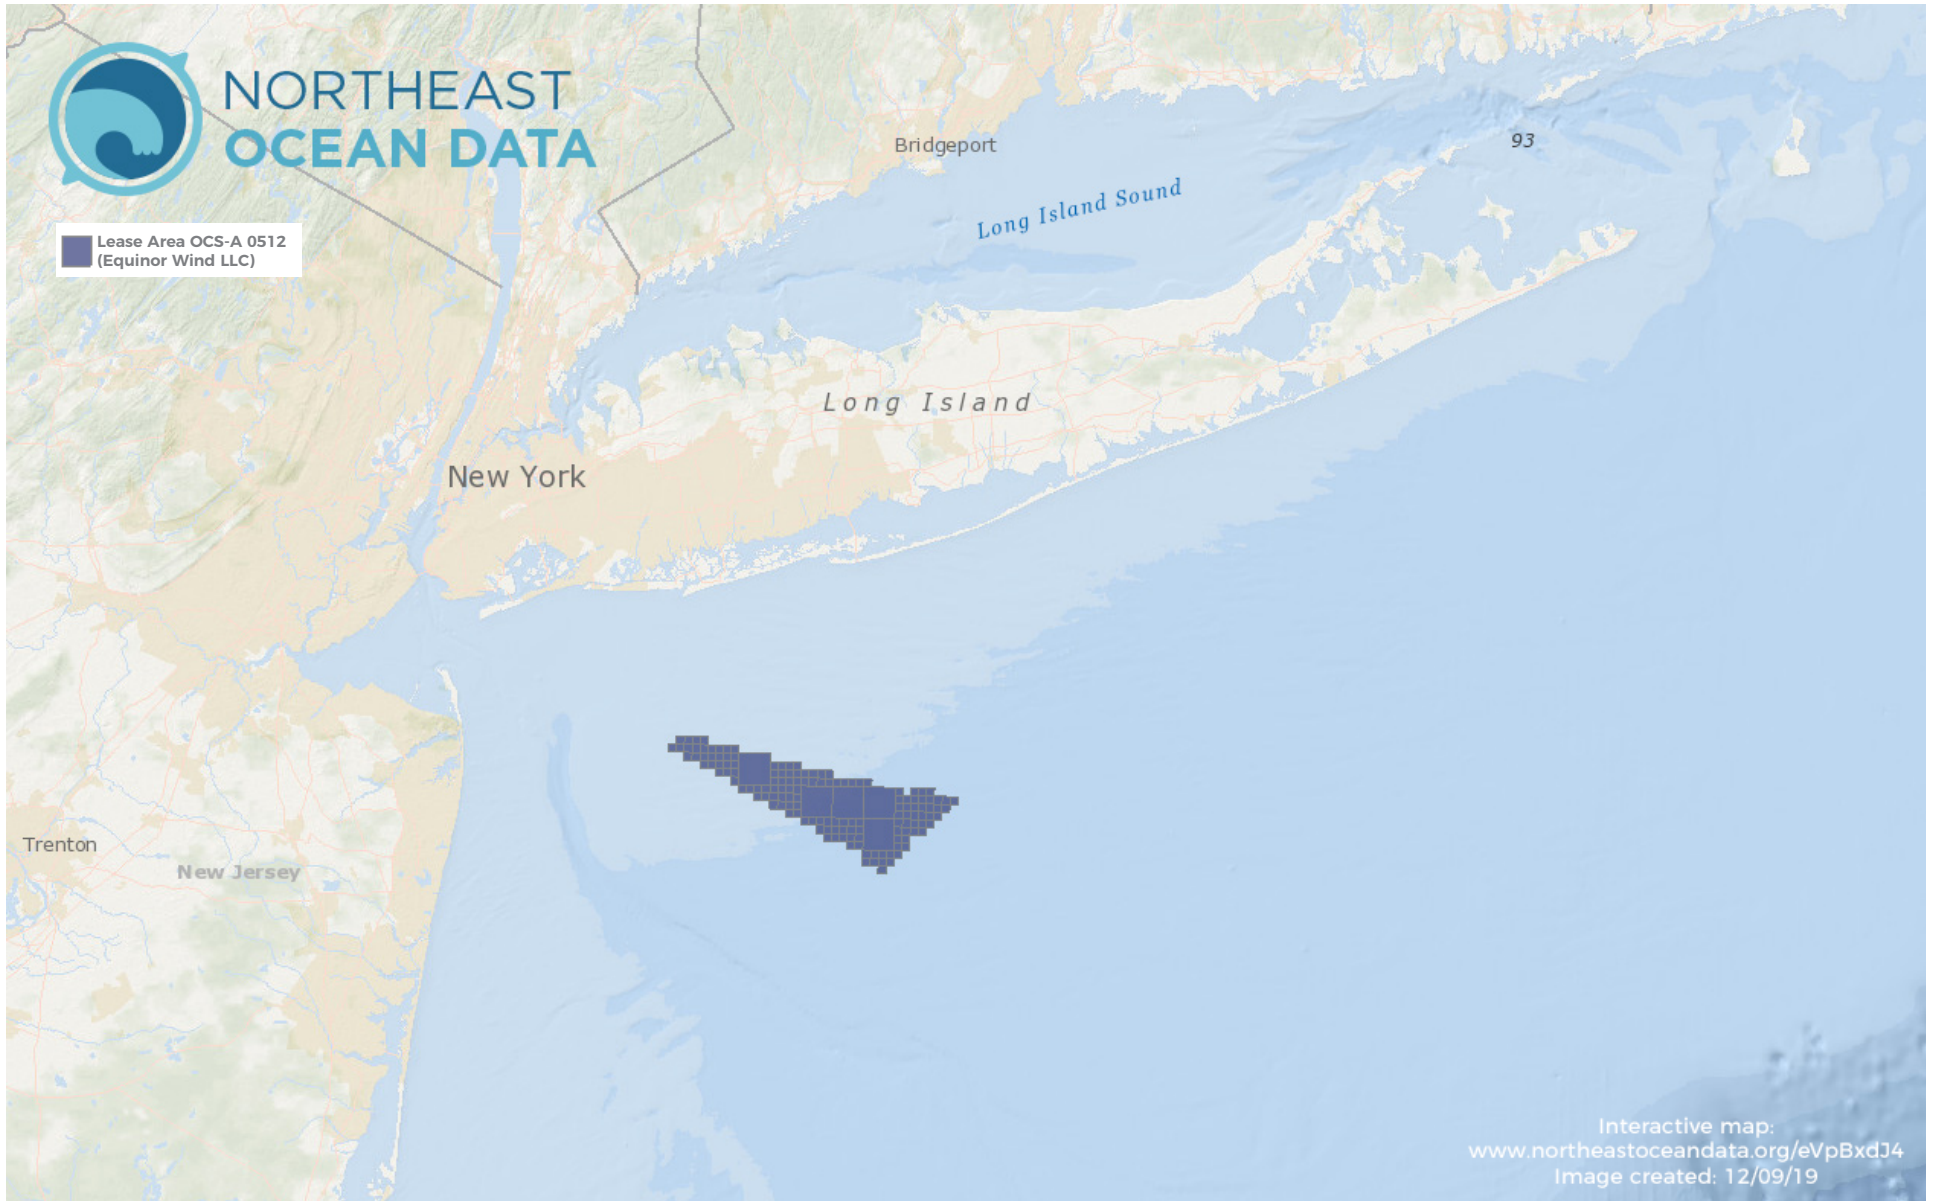 NORTHEAST
OCEAN DATA
Lease Area OCS-A 0512
(Equinor Wind LLC)
Bridgeport
93
Long Island Sound
Long Island
New York
Trenton
New Jersey
Interactive map:
www.northeastoceandata.org/eVpBxdJ4
Image created: 12/09/19